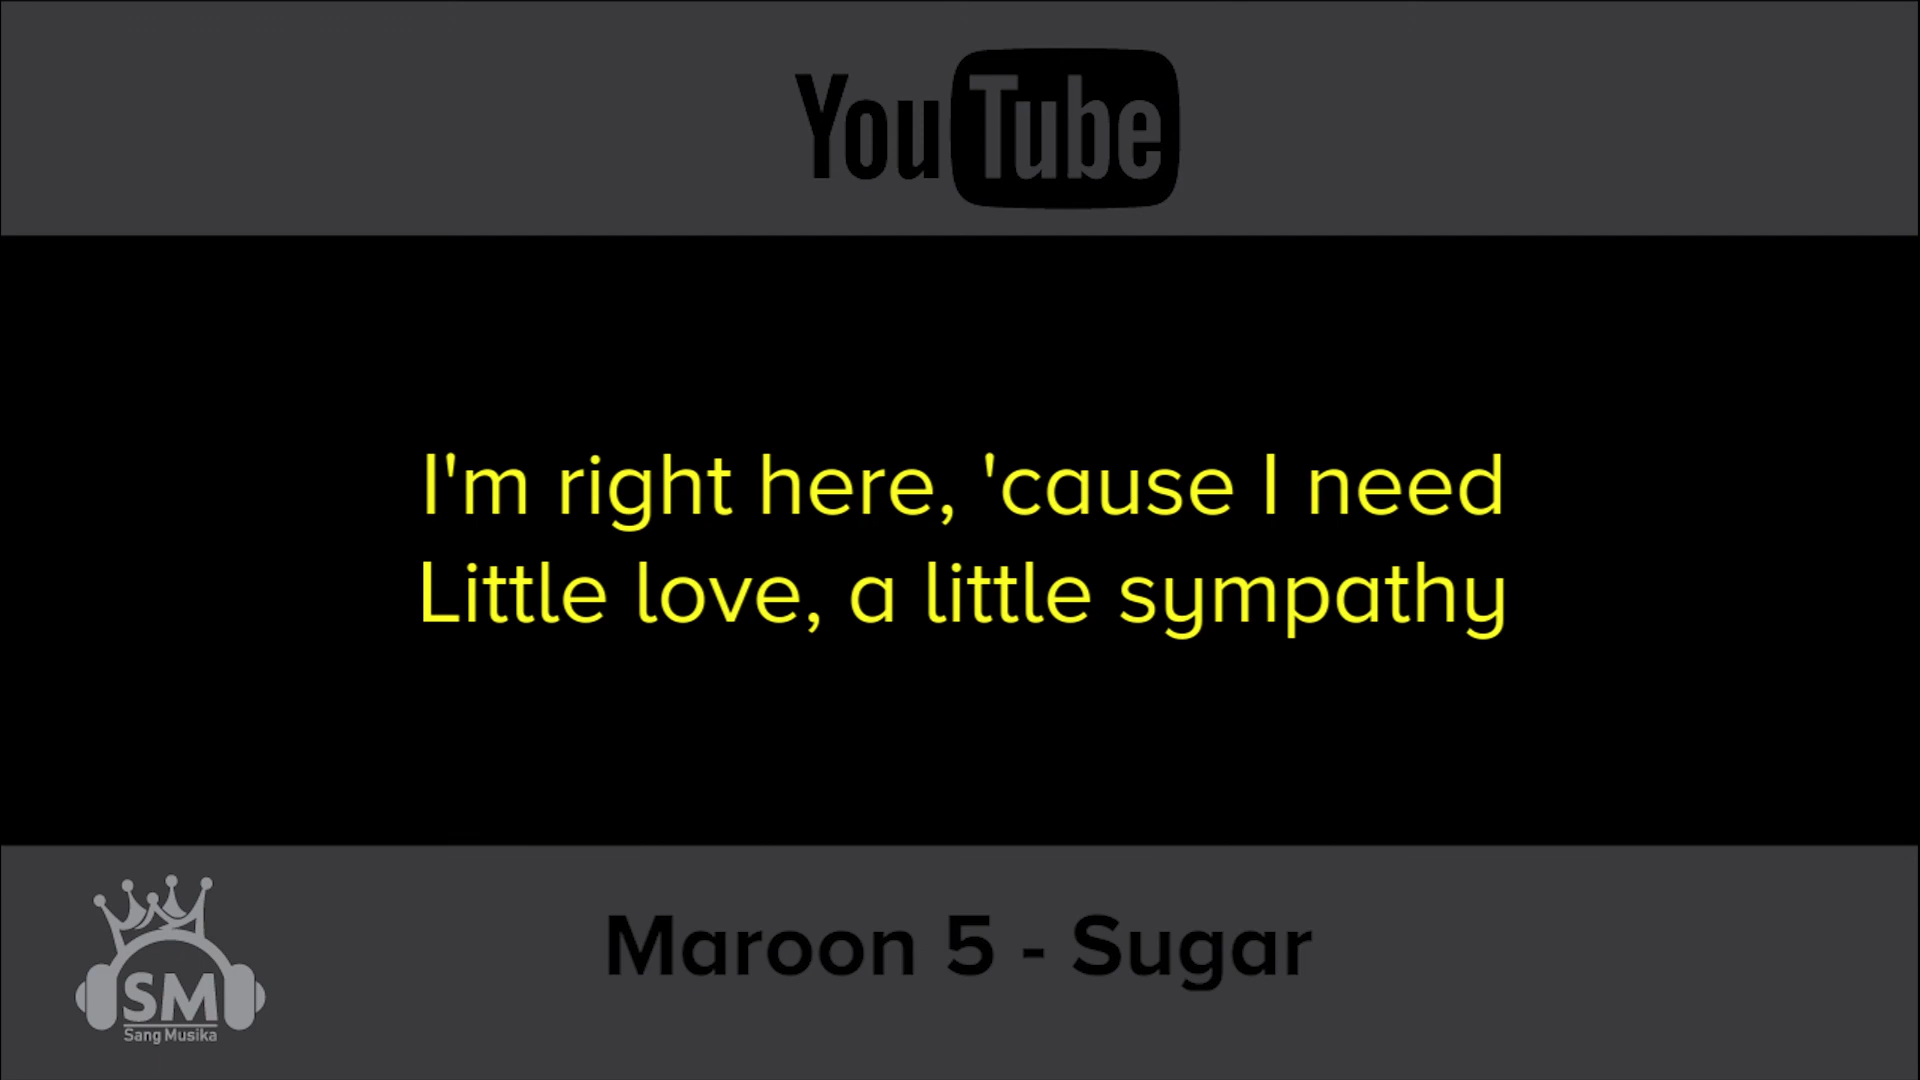 YouTube
I'm right here, 'cause I need
Little love, a little sympathy
Maroon 5 - Sugar
SM
Sang Musika